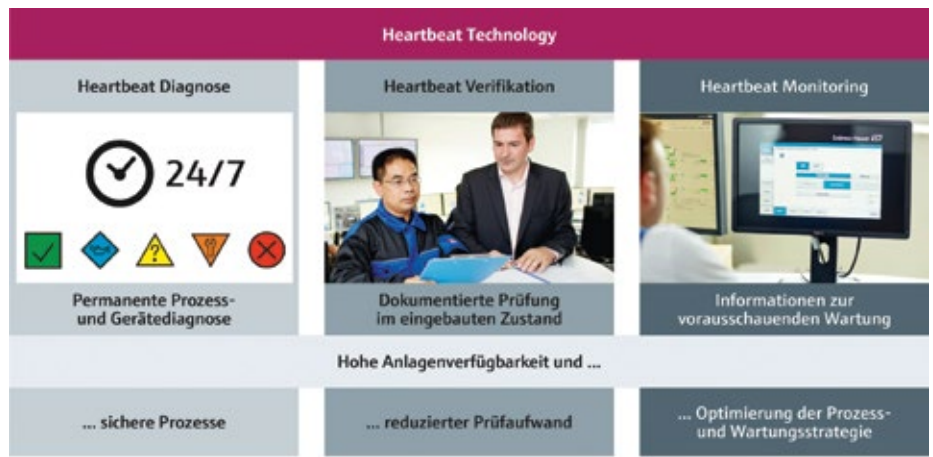 Heartbeat Technology
Heartbeat Diagnose
Heartbeat Verifikation
Heartbeat Monitoring
24/7
?
Permanente Prozess-
und Gerätediagnose
Dokumentierte Prüfung
im eingebauten Zustand
Informationen zur
vorausschauenden Wartung
Hohe Anlagenverfügbarkeit und ...
... sichere Prozesse
... reduzierter Prüfaufwand
... Optimierung der Prozess-
und Wartungsstrategie